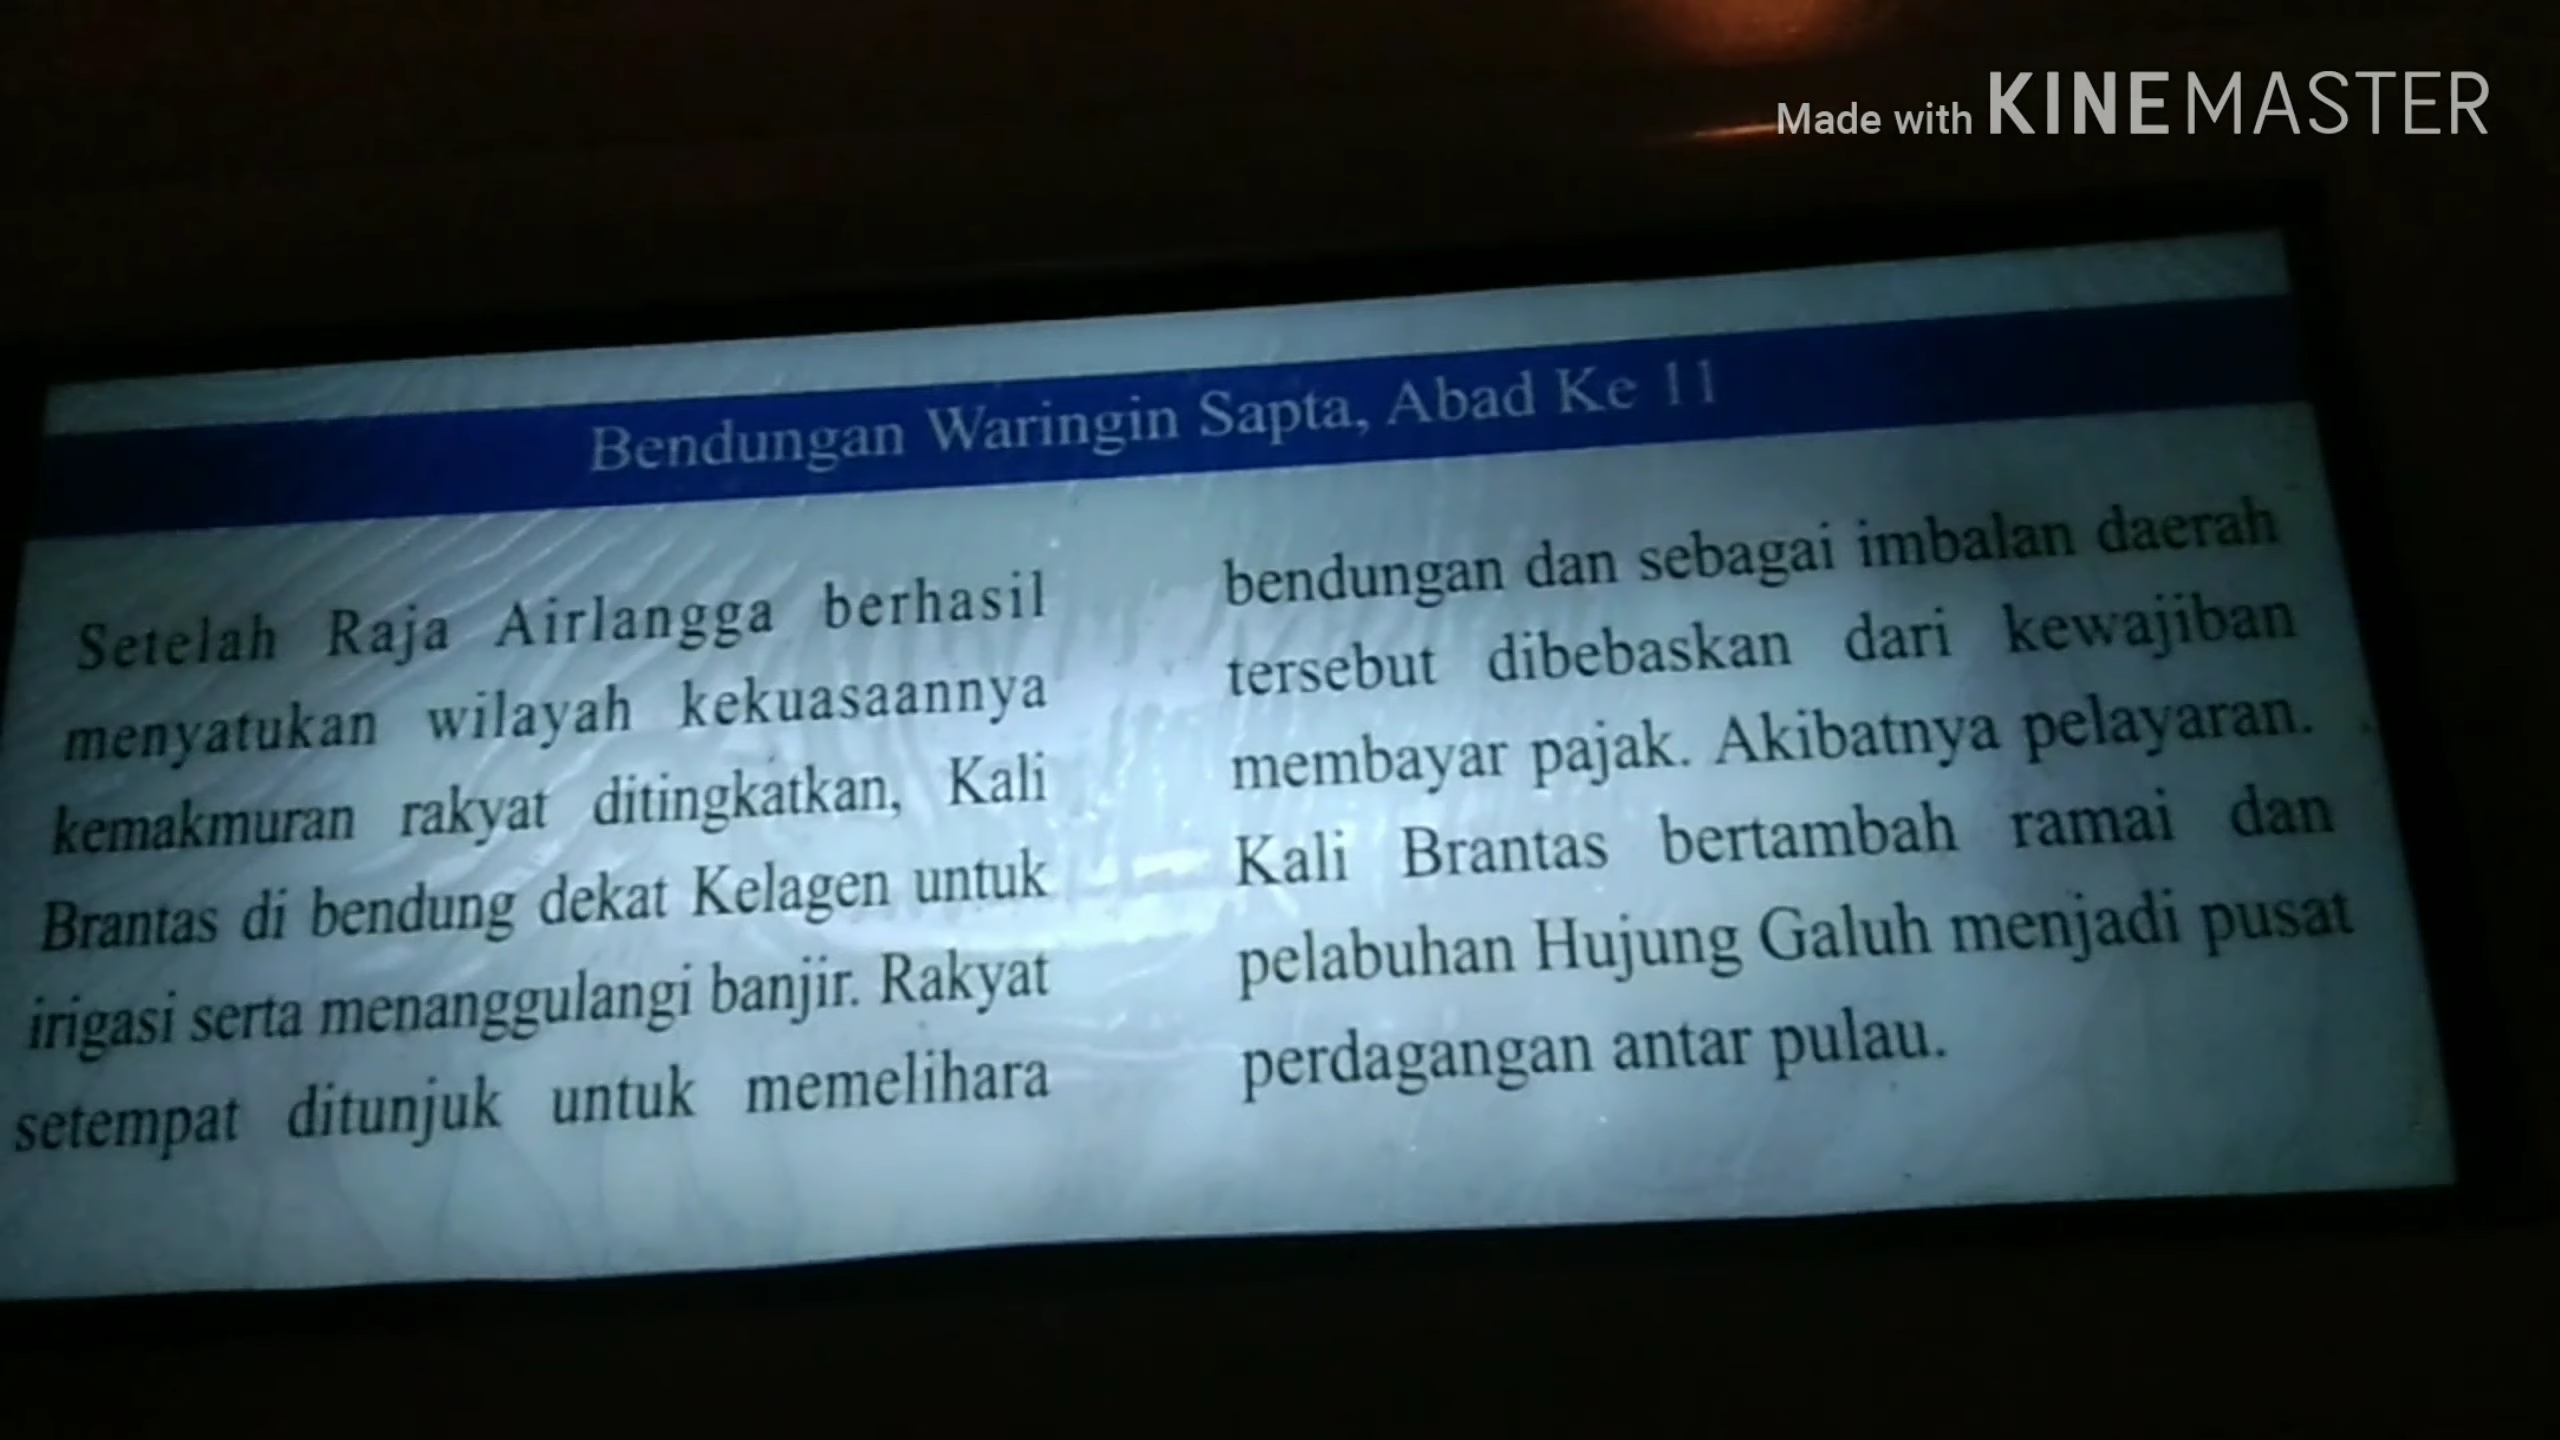 Made with KINEMASTER
Bendungan Waringin Sapta, Abad Ke 11
Setelah Raja Airlangga berhasil
menyatukan wilayah kekuasaannya
kemakmuran rakyat ditingkatkan, Kali
Brantas di bendung dekat Kelagen untuk
irigasi serta menanggulangi banjir. Rakyat
setempat ditunjuk untuk memelihara
bendungan dan sebagai imbalan daerah
tersebut dibebaskan dari kewajiban
membayar pajak. Akibatnya pelayaran.
Kali Brantas bertambah ramai dan
pelabuhan Hujung Galuh menjadi pusat
perdagangan antar pulau.